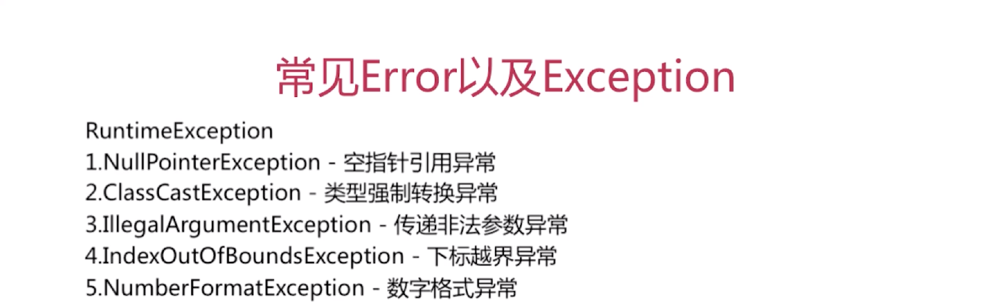 常见Error以及Exception
RuntimeException
1.NullPointerException - 空指针引用异常
2.ClassCastException - 类型强制转换异常
3.IllegalArgumentException - 传递非法参数异常
4.IndexOutOfBoundsException - 下标越界异常
5.NumberFormatException - 数字格式异常